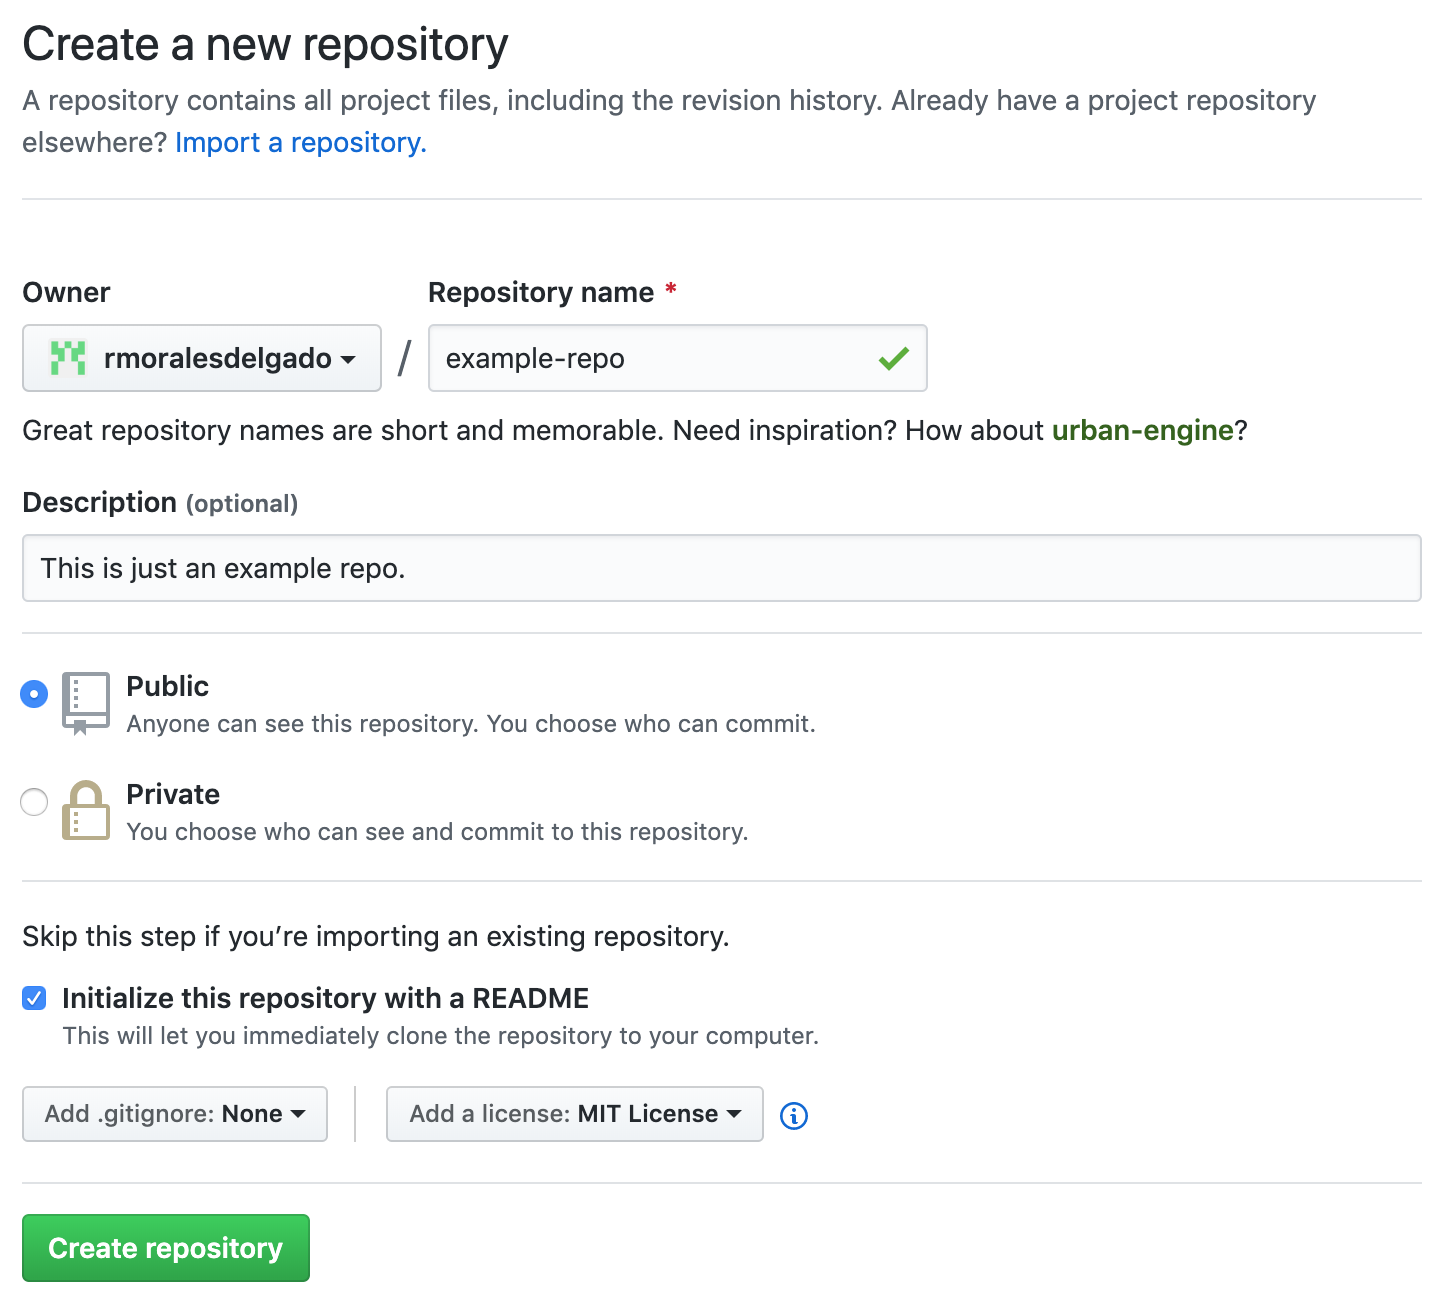 Create a new repository
A repository contains all project files, including the revision history. Already have a project repository
elsewhere? Import a repository.
Owner
Repository name *
rmoralesdelgado
/
example-repo
Great repository names are short and memorable. Need inspiration? How about urban-engine?
Description (optional)
This is just an example repo.
Public
Anyone can see this repository. You choose who can commit.
Private
You choose who can see and commit to this repository.
Skip this step if you’re importing an existing repository.
Initialize this repository with a README
This will let you immediately clone the repository to your computer.
Add .gitignore: None
Add a license: MIT License
Create repository